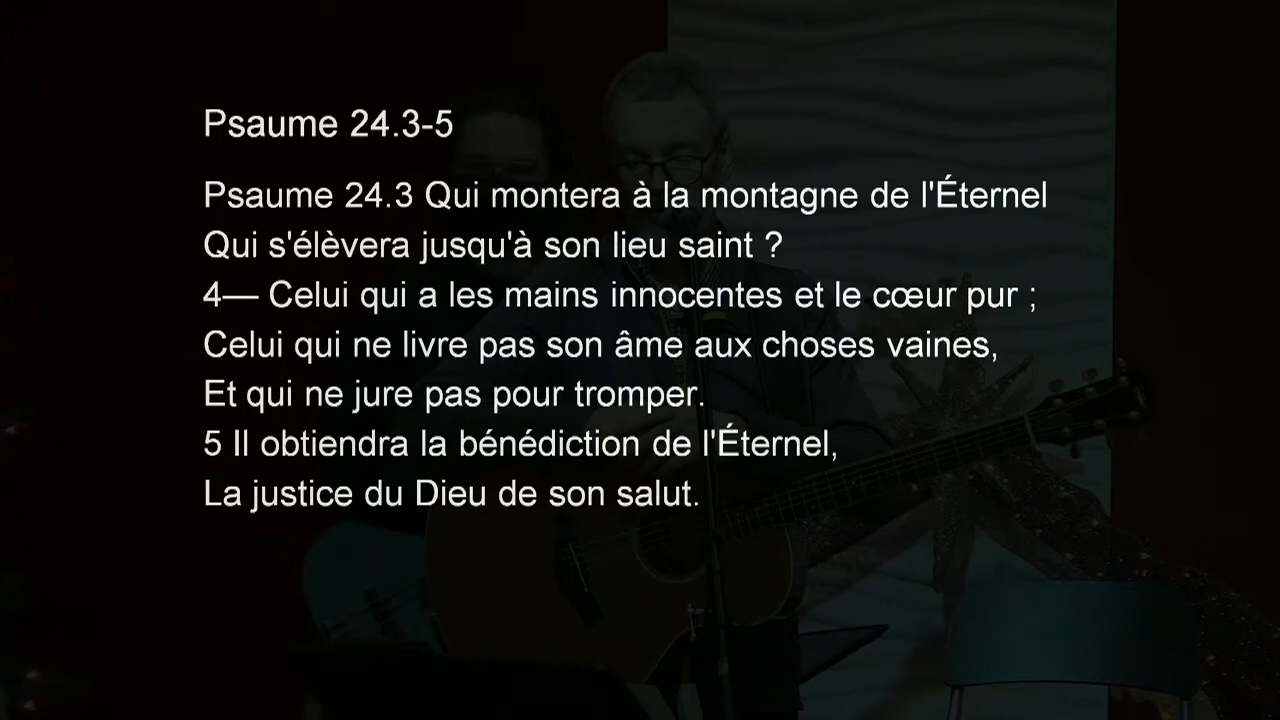 Psaume 24.3-5
Psaume 24.3 Qui montera à la montagne de l'Éternel
Qui s'élèvera jusqu'à son lieu saint ?
4— Celui qui a les mains innocentes et le cœur pur ;
Celui qui ne livre pas son âme aux choses vaines,
Et qui ne jure pas pour tromper.
5 Il obtiendra la bénédiction de l'Éternel,
La justice du Dieu de son salut.